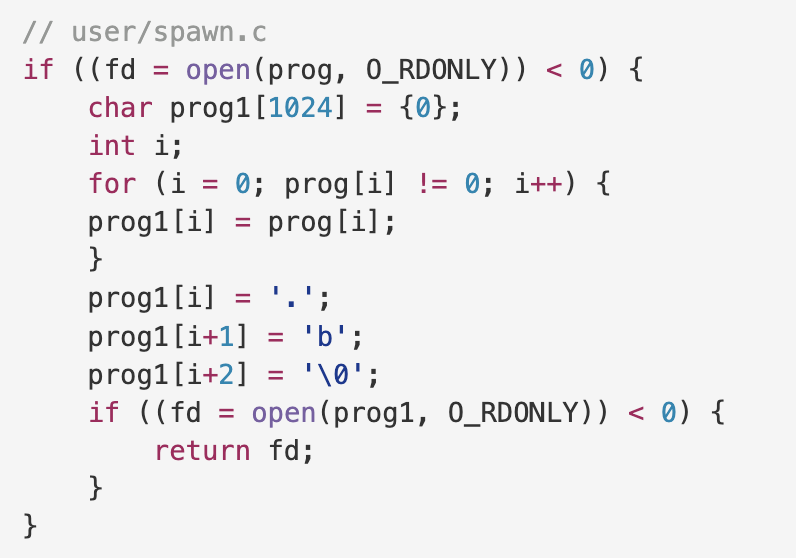 // user/spawn.c
if ((fd = open(prog, O_RDONLY)) < 0) {
    char prog1[1024] = {0};
    int i;
    for (i = 0; prog[i] != 0; i++) {
    prog1[i] = prog[i];
    }
    prog1[i] = '.';
    prog1[i+1] = 'b';
    prog1[i+2] = '\0';
    if ((fd = open(prog1, O_RDONLY)) < 0) {
        return fd;
    }
}